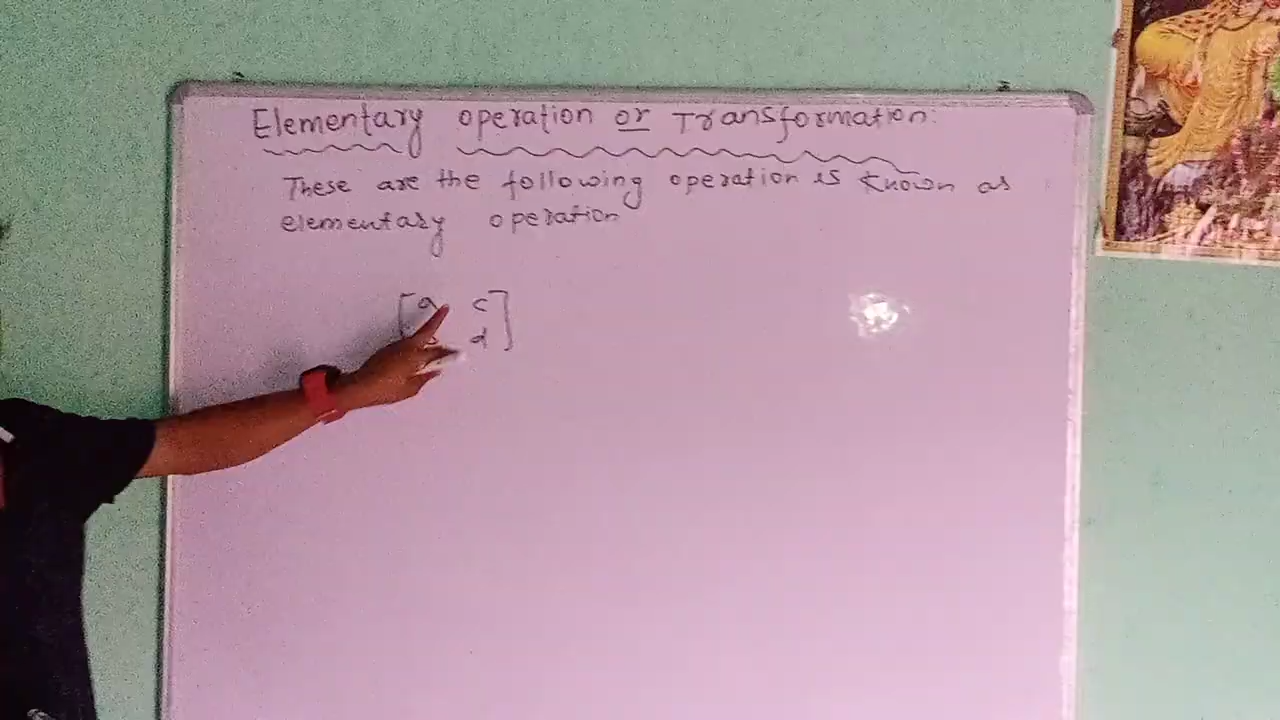 Elementary operation or Transformation:
These are the following operation is known as
elementary operation
[a c]
d]